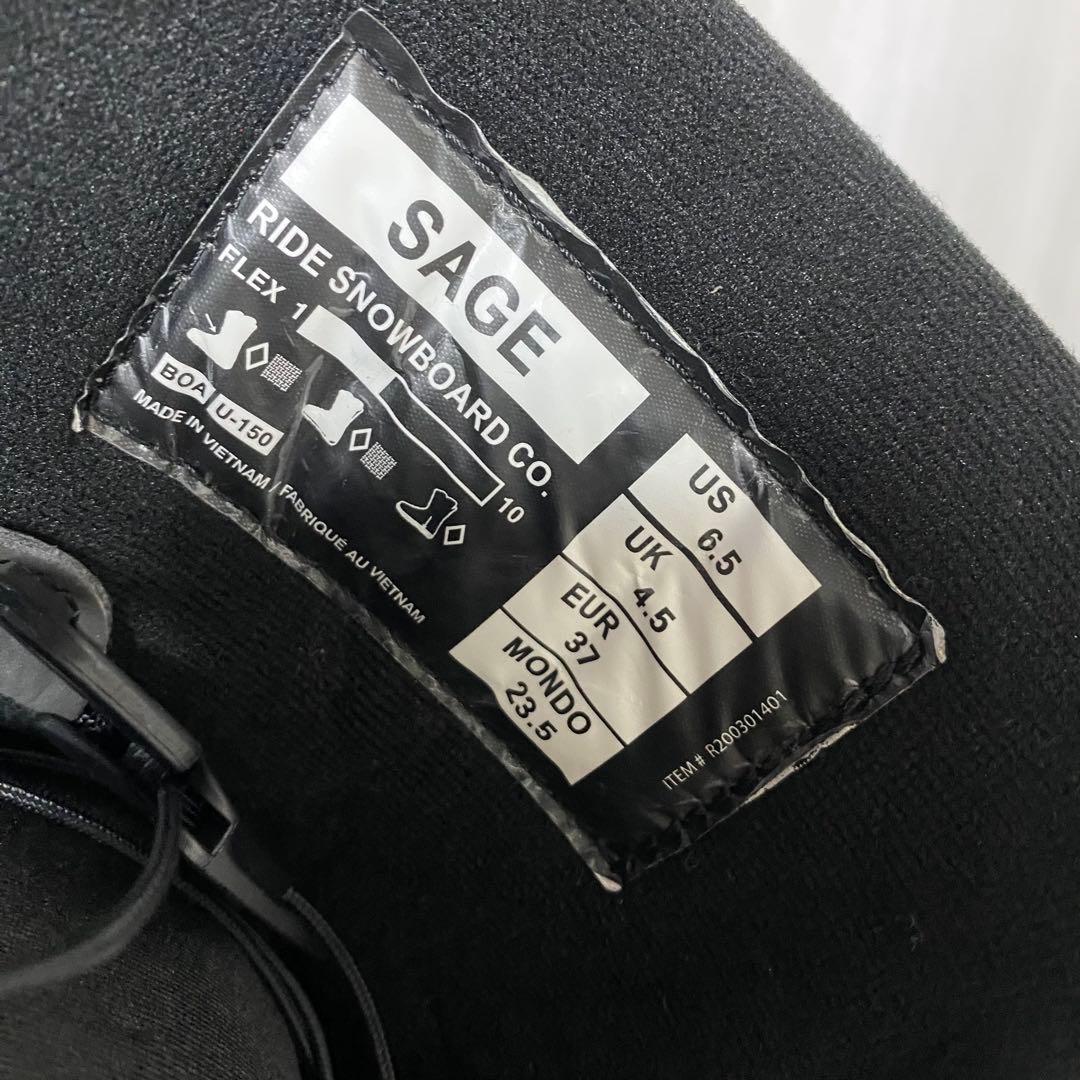 SAGE
RIDE SNOWBOARD CO.
FLEX 1 10
BOA U-150
MADE IN VIETNAM / FABRIQUÉ AU VIETNAM
US
6.5
UK
4.5
EUR
37
MONDO
23.5
ITEM # R200301401